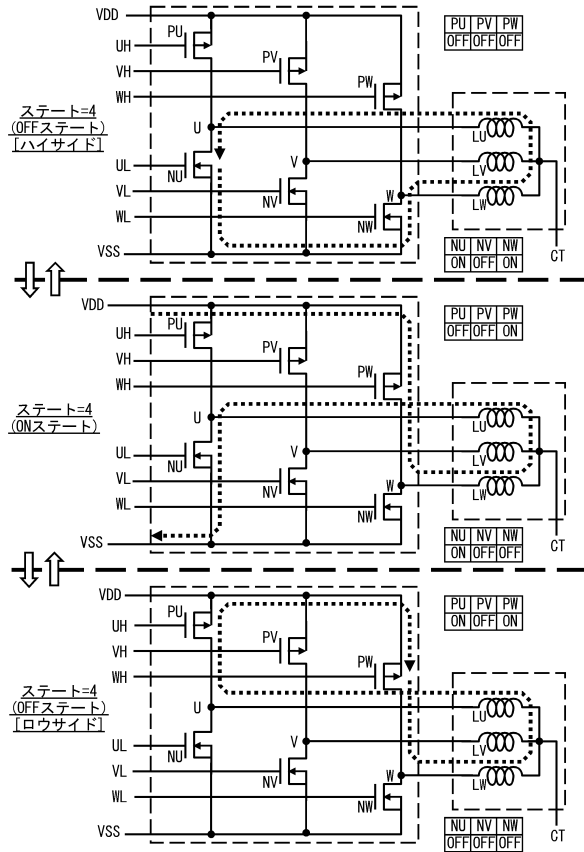 VDD
PU
UH
VH
PV
WH
PW
PU PV PW
OFF OFF OFF
ステート=4
(OFFステート)
[ハイサイド]
U
LU
UL
NU
V
LV
VL
NV
W
LW
WL
NW
VSS
NU NV NW
ON OFF ON
CT
VDD
PU
UH
VH
PV
WH
PW
PU PV PW
OFF OFF ON
ステート=4
(ONステート)
U
LU
UL
NU
V
LV
VL
NV
W
LW
WL
NW
VSS
NU NV NW
ON OFF OFF
CT
VDD
PU
UH
VH
PV
WH
PW
PU PV PW
ON OFF ON
ステート=4
(OFFステート)
[ロウサイド]
U
LU
UL
NU
V
LV
VL
NV
W
LW
WL
NW
VSS
NU NV NW
OFF OFF OFF
CT